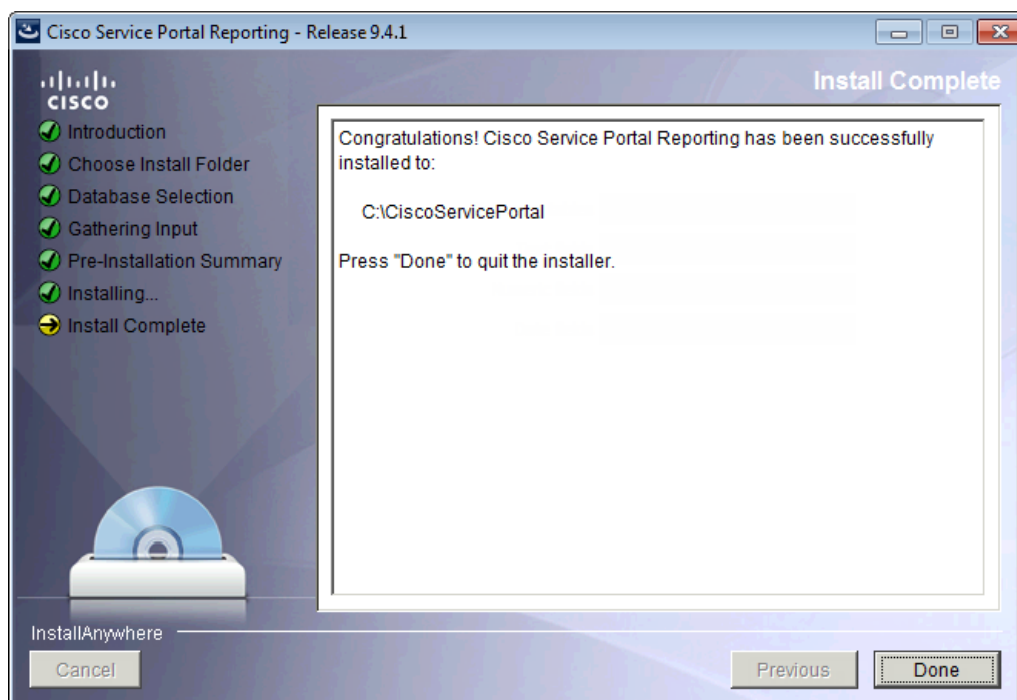 Cisco Service Portal Reporting - Release 9.4.1
CISCO
Install Complete
Introduction
Choose Install Folder
Database Selection
Gathering Input
Pre-Installation Summary
Installing...
Install Complete
Congratulations! Cisco Service Portal Reporting has been successfully
installed to:
C:\CiscoServicePortal
Press "Done" to quit the installer.
InstallAnywhere
Cancel
Previous
Done